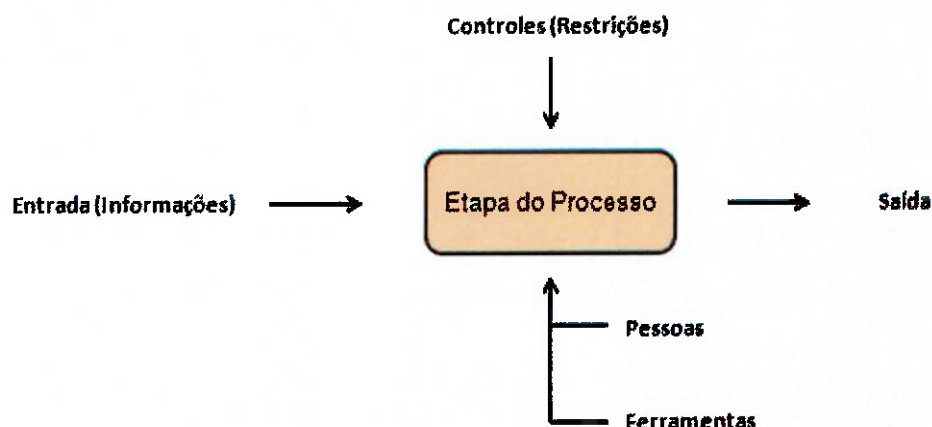 Controles (Restrições)
Entrada (Informações)
Etapa do Processo
Saída
Pessoas
Ferramentas